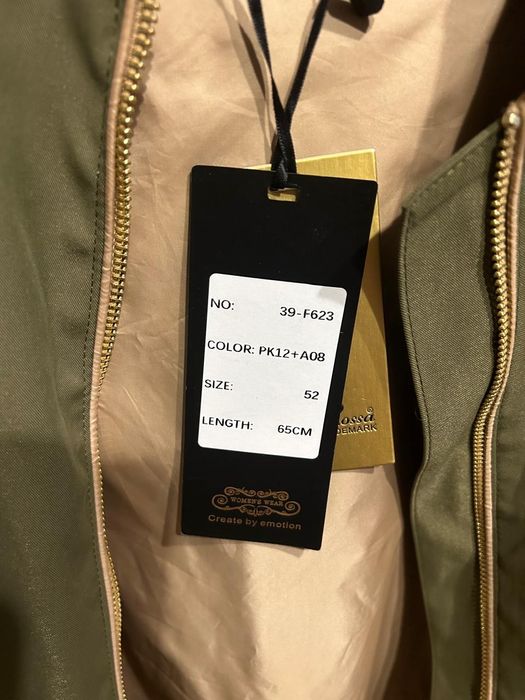 NO: 39-F623
COLOR: PK12+A08
SIZE: 52
LENGTH: 65CM
WOMEN'S WEAR
Create by emotion